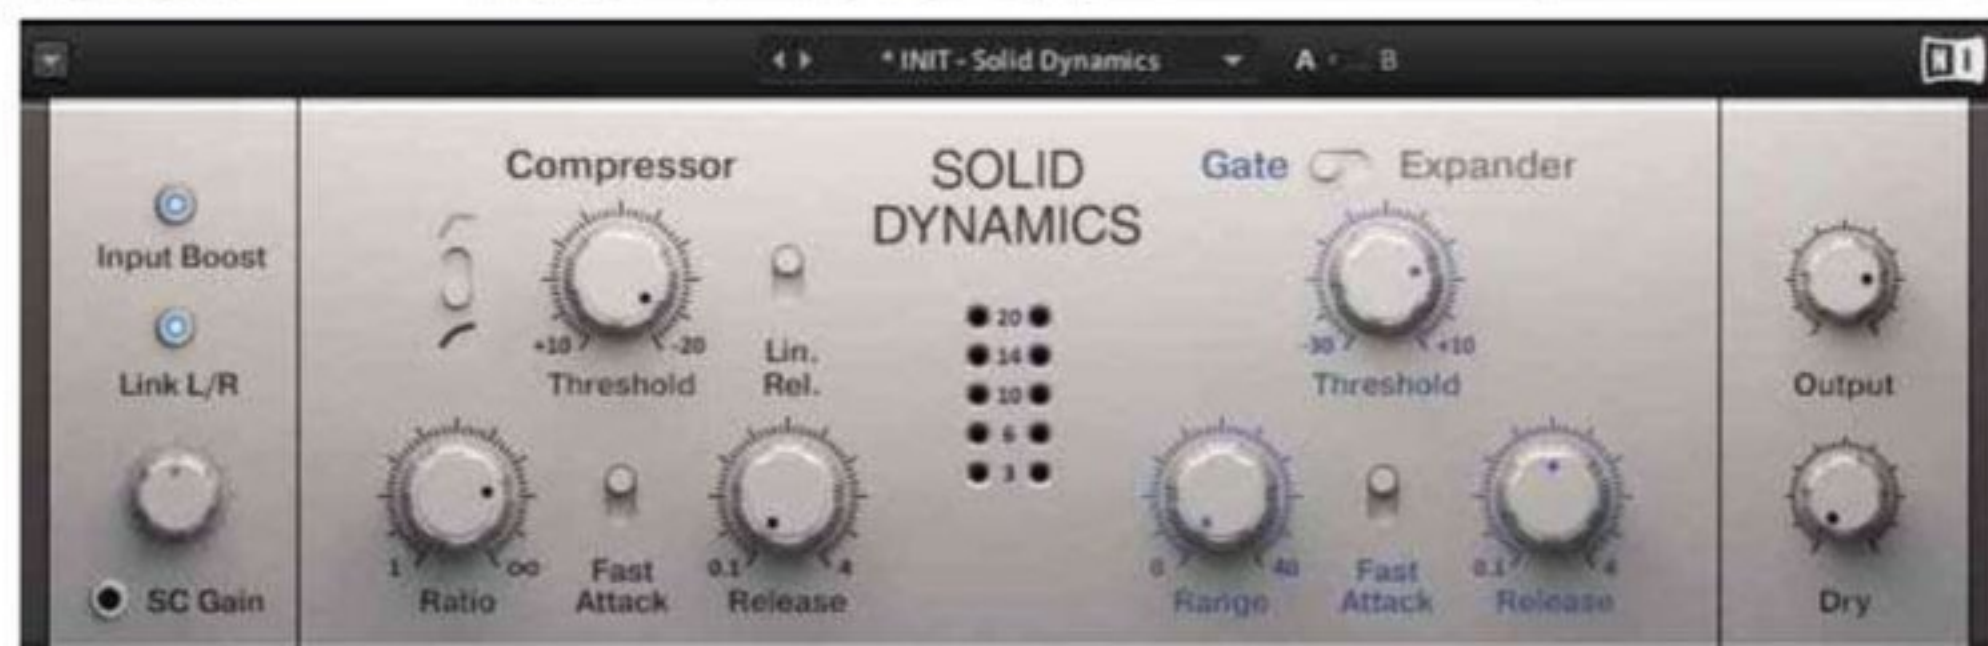 * INIT - Solid Dynamics
A B
NI
Compressor
SOLID
DYNAMICS
Gate Expander
Input Boost
Link L/R
+10 -20
Threshold
Lin.
Rel.
20
14
10
6
3
-30 +10
Threshold
Output
SC Gain
1 ∞
Ratio
Fast
Attack
0.1 4
Release
0 40
Range
Fast
Attack
0.1 4
Release
Dry